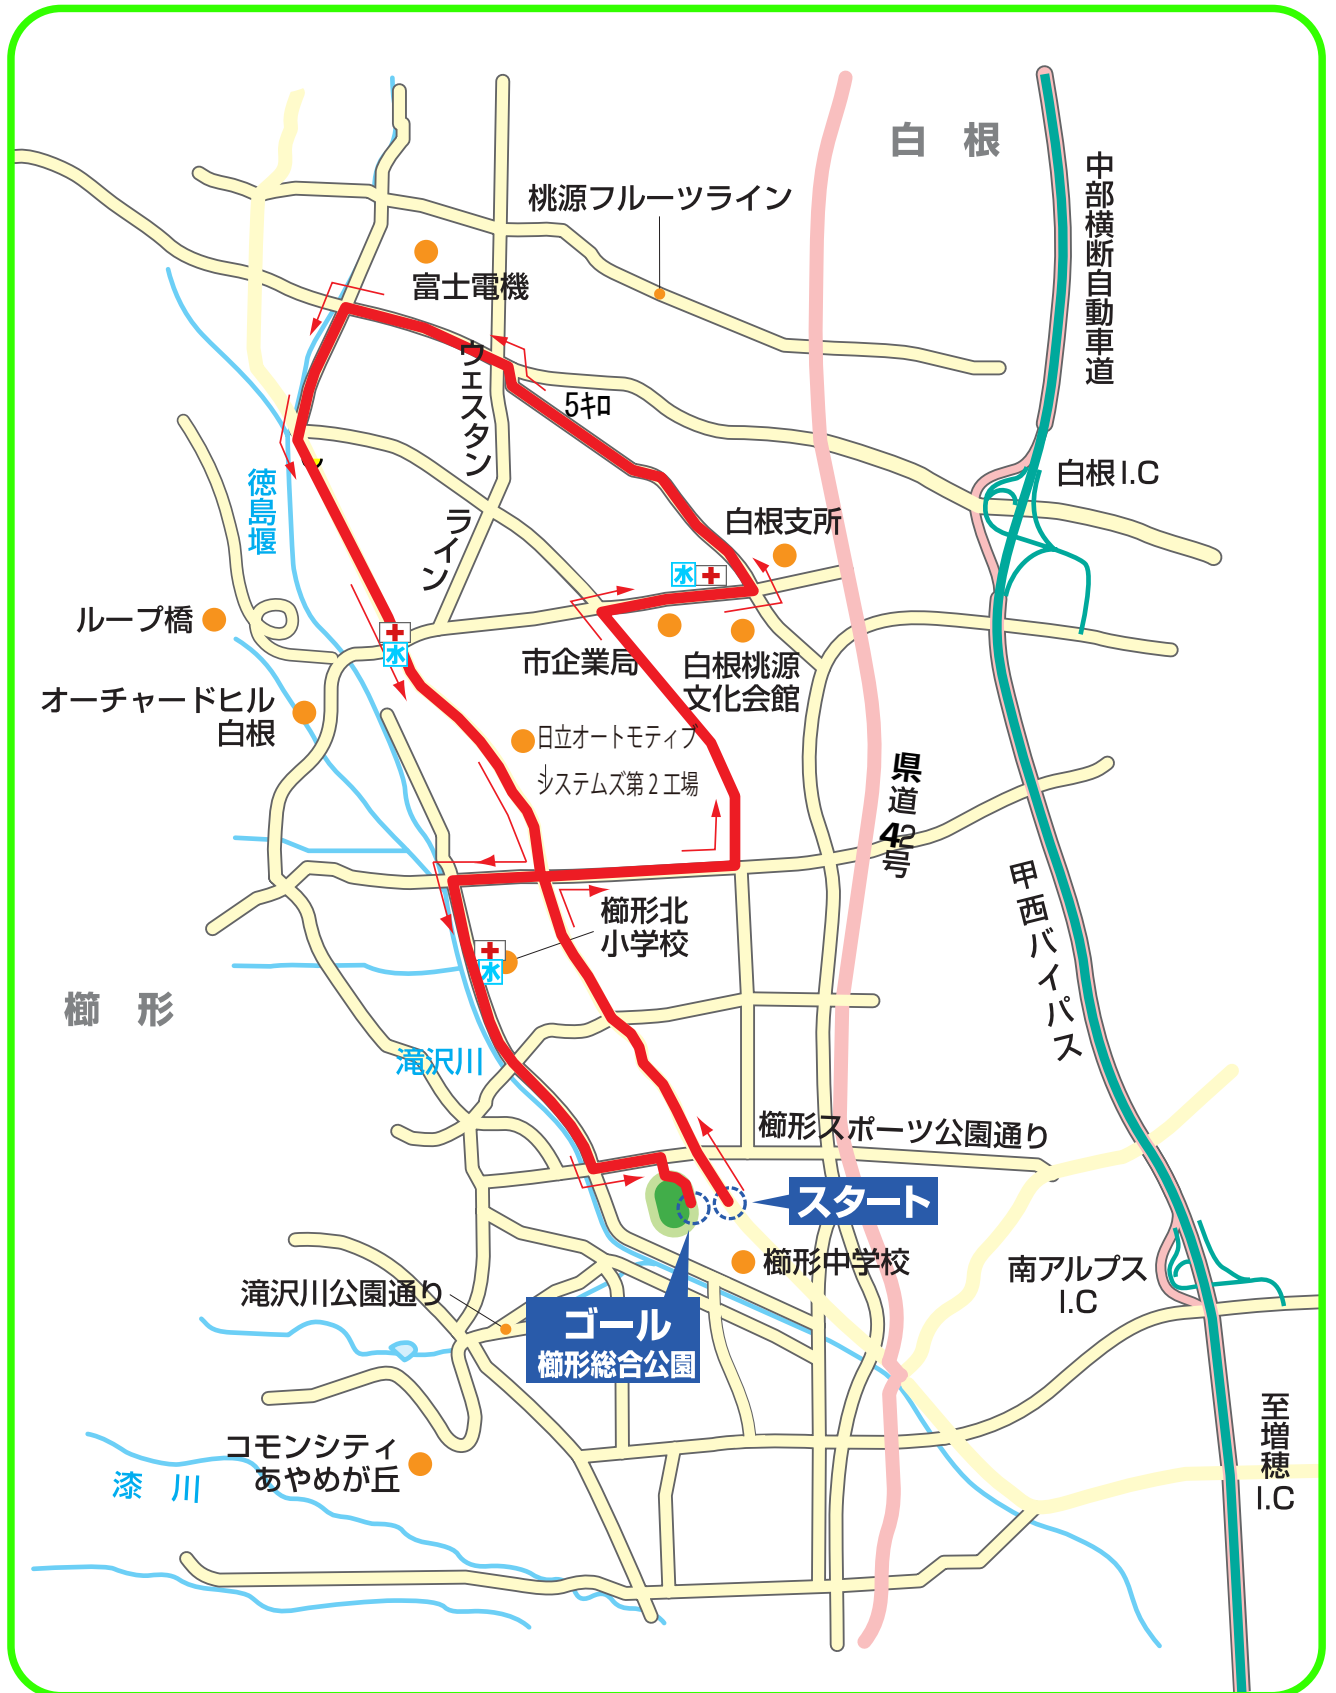 白 根
中部横断自動車道
桃源フルーツライン
富士電機
ウェスタン
ライン
5ｷﾛ
白根I.C
徳島堰
白根支所
水
ループ橋
水
市企業局
白根桃源
文化会館
オーチャードヒル
白根
日立オートモティブ
システムズ第2工場
県道42号
甲西バイパス
櫛形北
小学校
水
櫛 形
滝沢川
櫛形スポーツ公園通り
スタート
櫛形中学校
南アルプス
I.C
滝沢川公園通り
ゴール
櫛形総合公園
至増穂
I.C
コモンシティ
あやめが丘
漆 川